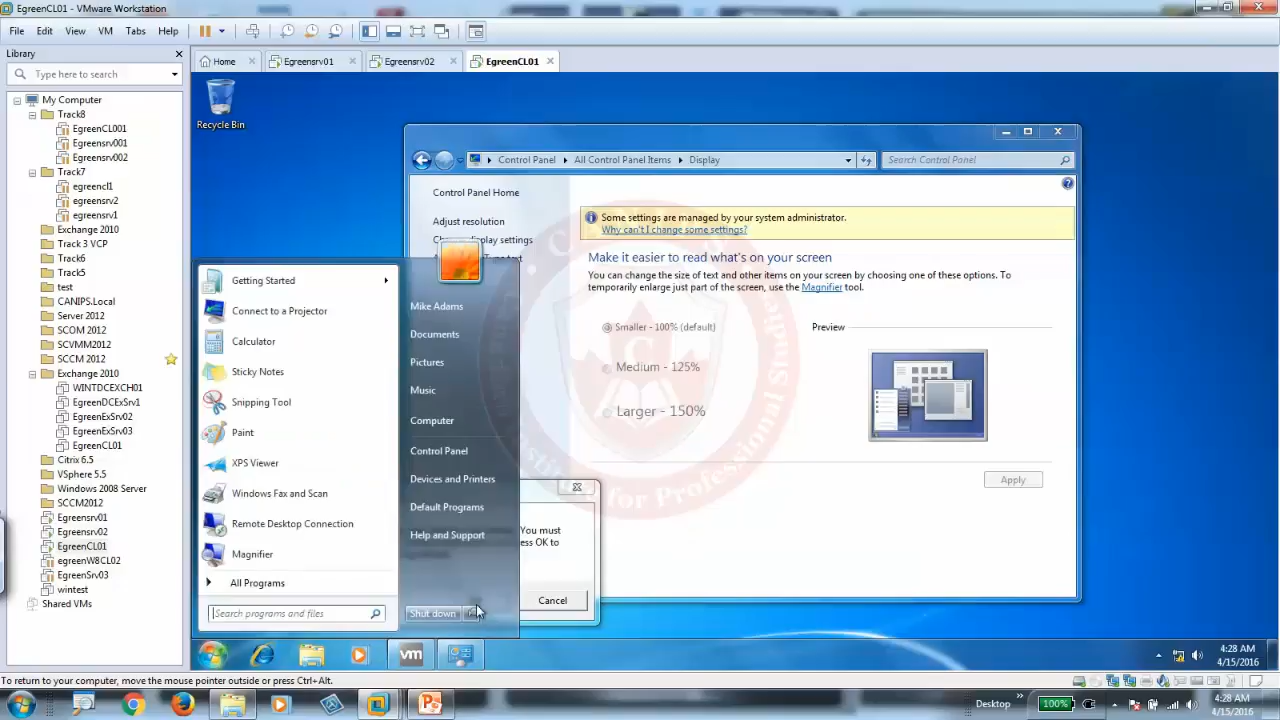 EgreenCL01 - VMware Workstation
File Edit View VM Tabs Help
Library
Type here to search
My Computer
Track8
EgreenCL001
Egreensrv001
Egreensrv002
Track7
egreencl1
egreensrv2
egreensrv1
Exchange 2010
Track 3 VCP
Track6
Track5
test
CANIPS.Local
Server 2012
SCOM 2012
SCVMM2012
SCCM 2012
Exchange 2010
WINTDCEXCH01
GreenDCExSrv1
GreenExSrv02
EgreenExSrv03
EgreenCL01
Citrix 6.5
VSphere 5.5
Windows 2008 Server
SCCM2012
Egreensrv01
Egreensrv02
EgreenCL01
egreenW8CL02
EgreenSrv03
wintest
Shared VMs
Home Egreensrv01 Egreensrv02 EgreenCL01
Recycle Bin
Control Panel All Control Panel Items Display
Search Control Panel
Control Panel Home
Adjust resolution
display settings
Some settings are managed by your system administrator.
Why can't I change some settings?
Make it easier to read what's on your screen
You can change the size of text and other items on your screen by choosing one of these options. To
temporarily enlarge just part of the screen, use the Magnifier tool.
Smaller - 100% (default)
Medium - 125%
Larger - 150%
Preview
Apply
Getting Started
Connect to a Projector
Calculator
Sticky Notes
Snipping Tool
Paint
XPS Viewer
Windows Fax and Scan
Remote Desktop Connection
Magnifier
All Programs
Search programs and files
Mike Adams
Documents
Pictures
Music
Computer
Control Panel
Devices and Printers
Default Programs
Help and Support
Shut down
You must
OK to
Cancel
vm
4:28 AM
4/15/2016
To return to your computer, move the mouse pointer outside or press Ctrl+Alt.
Desktop
100%
4:28 AM
4/15/2016